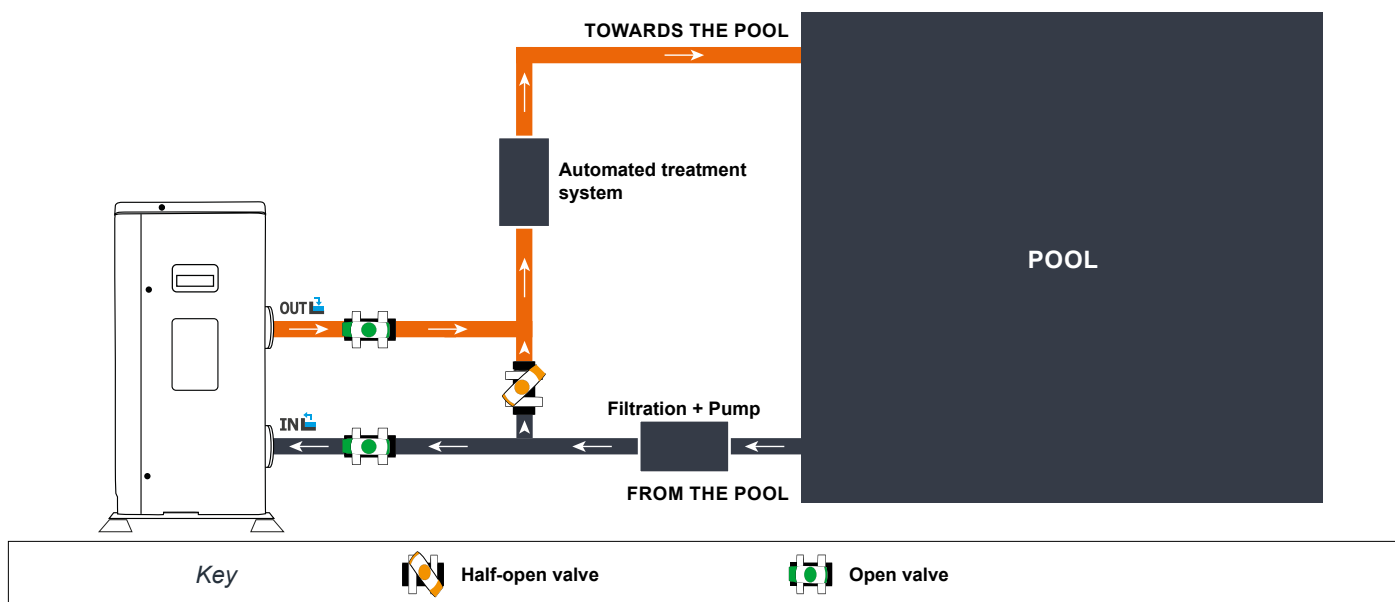 TOWARDS THE POOL
Automated treatment
system
POOL
OUT
IN
Filtration + Pump
FROM THE POOL
Key
Half-open valve
Open valve